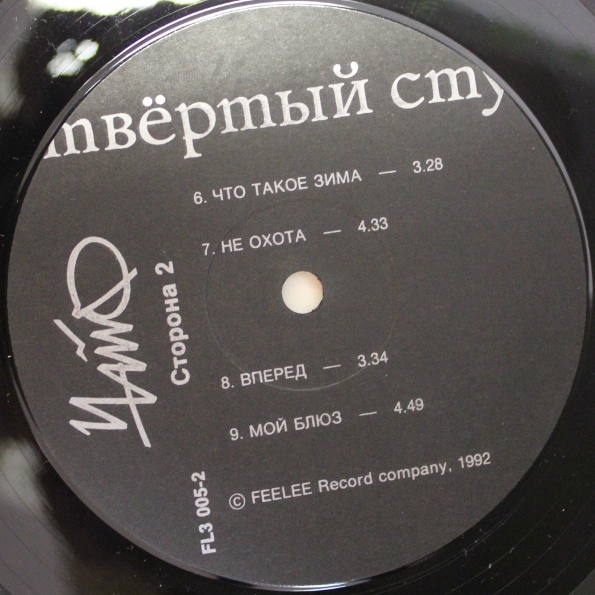 твёртый сту
6. ЧТО ТАКОЕ ЗИМА — 3.28
7. НЕ ОХОТА — 4.33
8. ВПЕРЕД — 3.34
9. МОЙ БЛЮЗ — 4.49
© FEELEE Record company, 1992
ЧАЙФ
Сторона 2
FL3 005-2